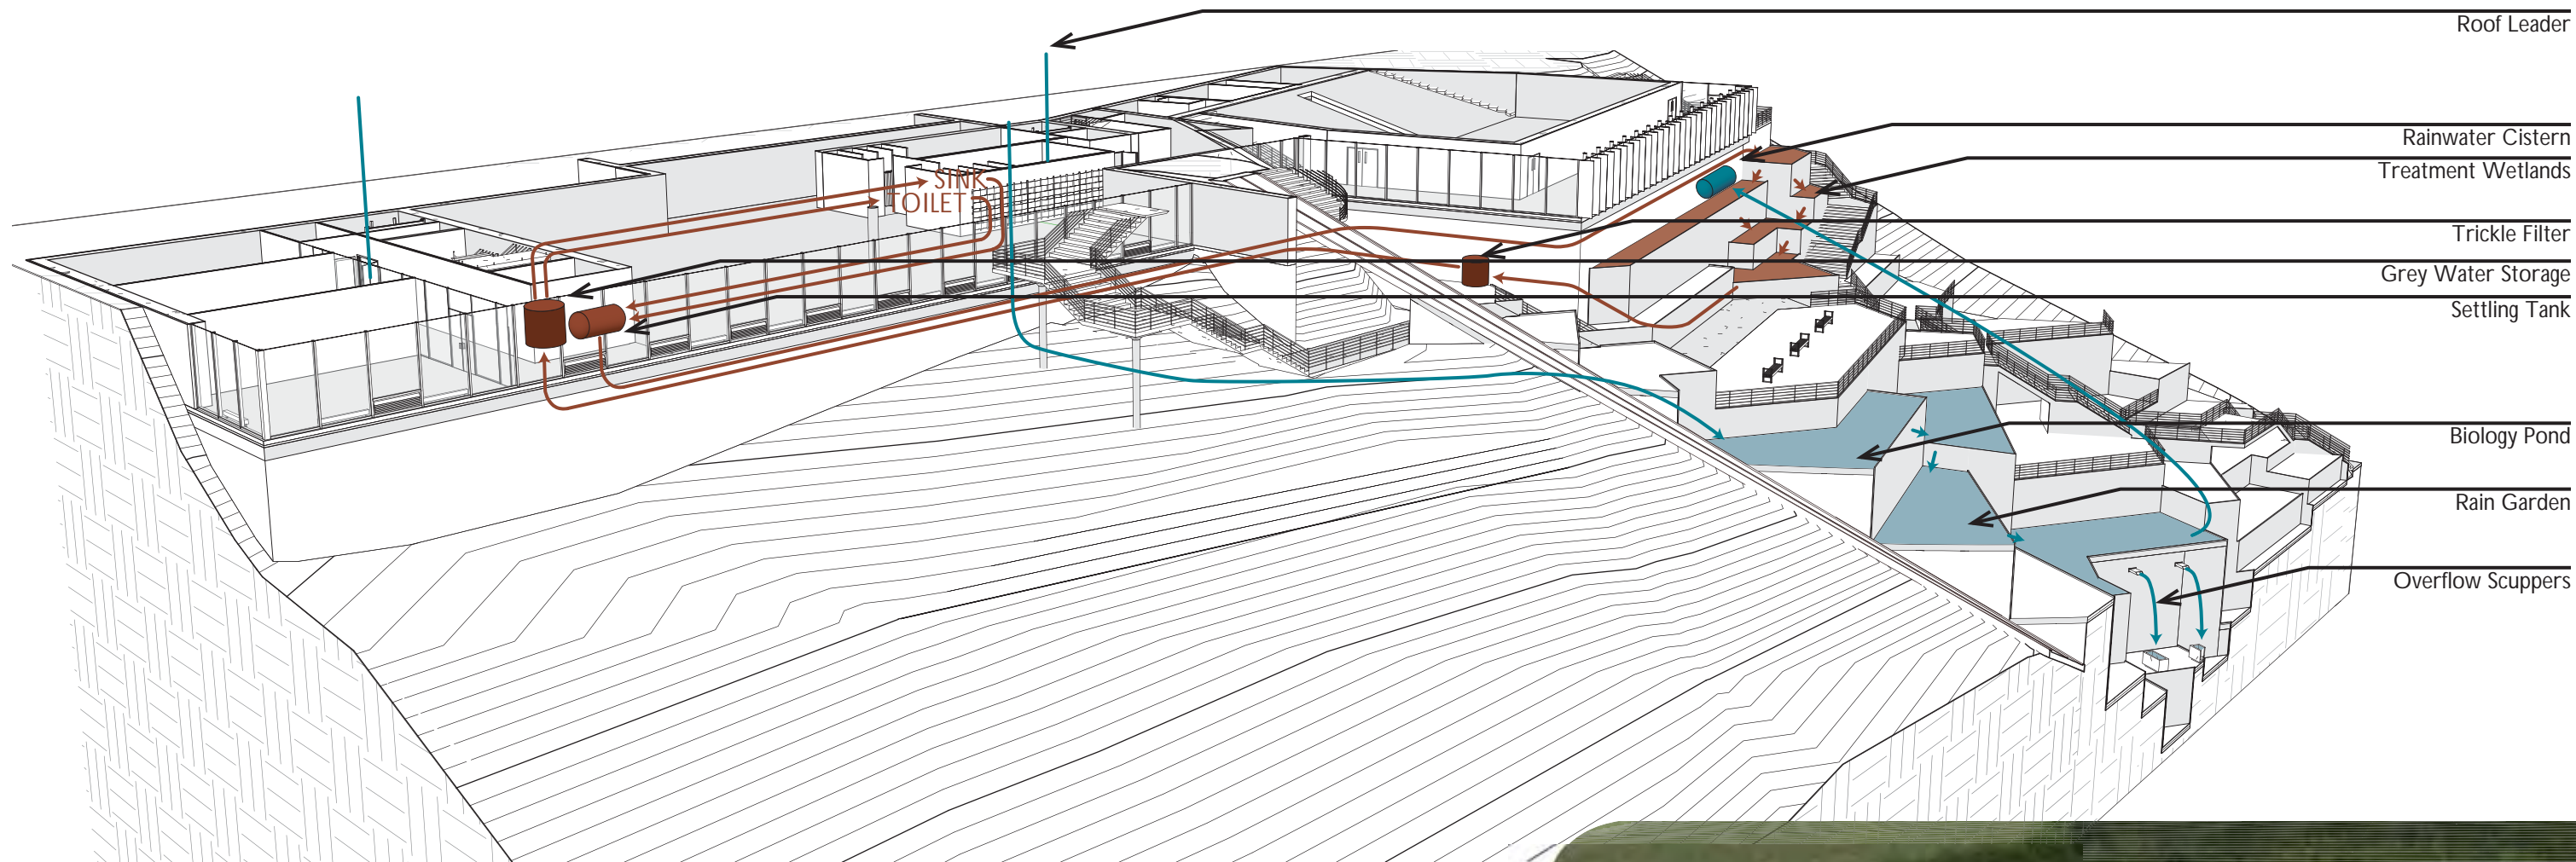 Roof Leader
Rainwater Cistern
Treatment Wetlands
SINK
TOILET
Trickle Filter
Grey Water Storage
Settling Tank
Biology Pond
Rain Garden
Overflow Scuppers